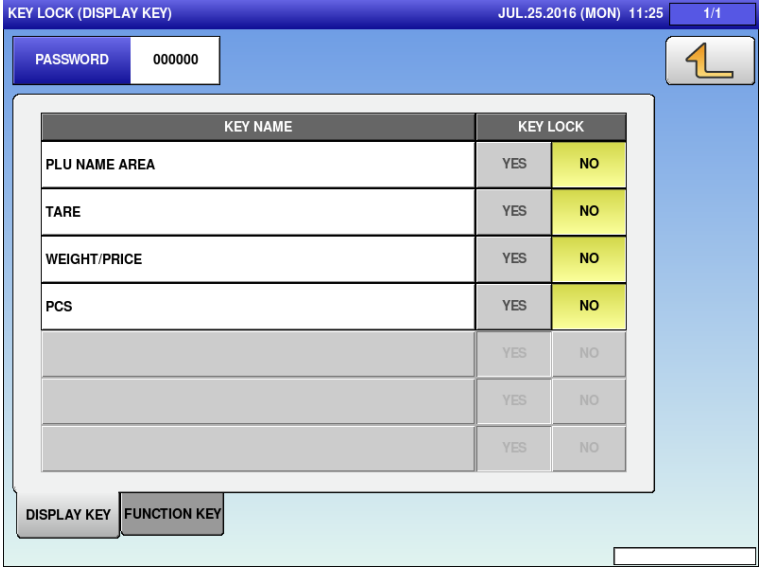 KEY LOCK (DISPLAY KEY) JUL.25.2016 (MON) 11:25 1/1
PASSWORD 000000
KEY NAME KEY LOCK
PLU NAME AREA YES NO
TARE YES NO
WEIGHT/PRICE YES NO
PCS YES NO
YES NO
YES NO
YES NO
DISPLAY KEY FUNCTION KEY